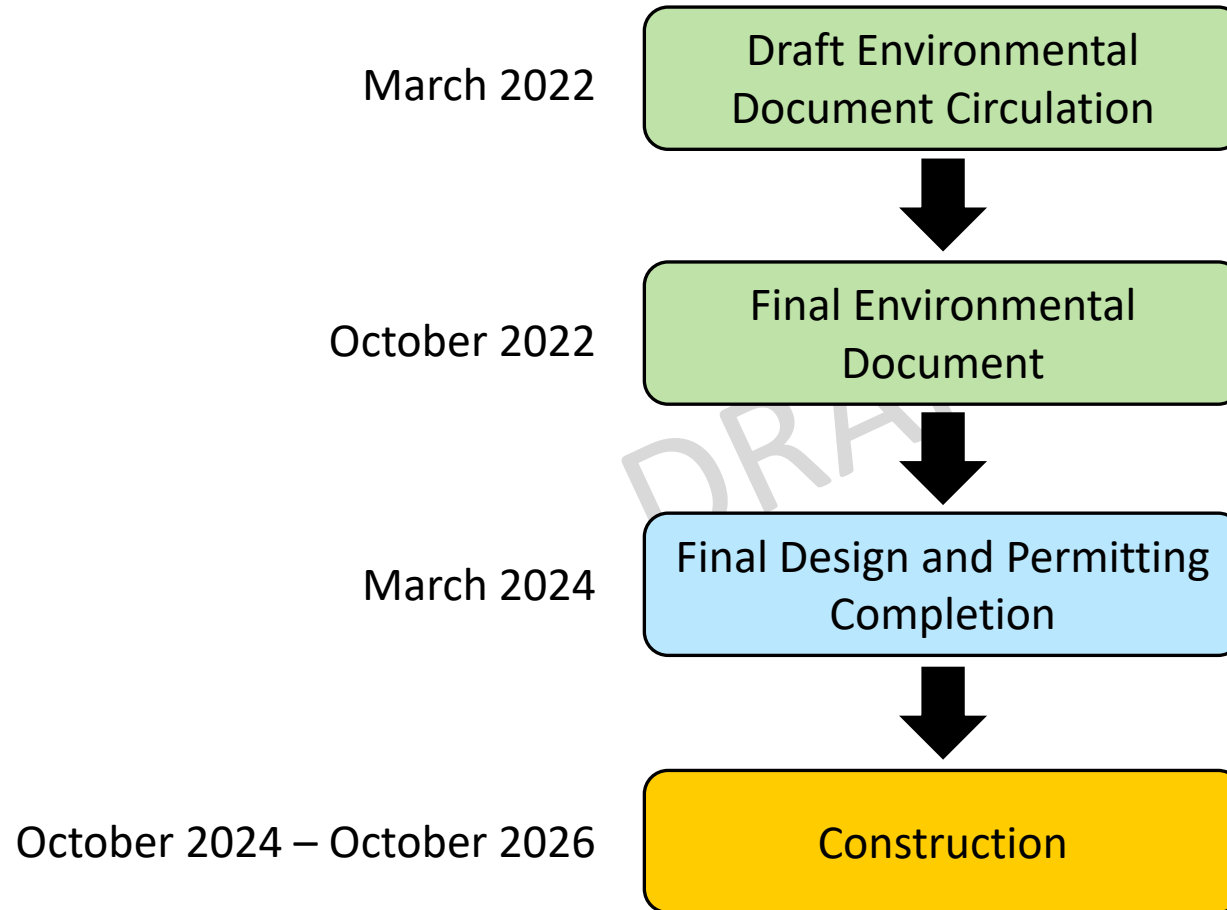 March 2022
Draft Environmental
Document Circulation
October 2022
Final Environmental
Document
DRA
March 2024
Final Design and Permitting
Completion
October 2024 – October 2026
Construction